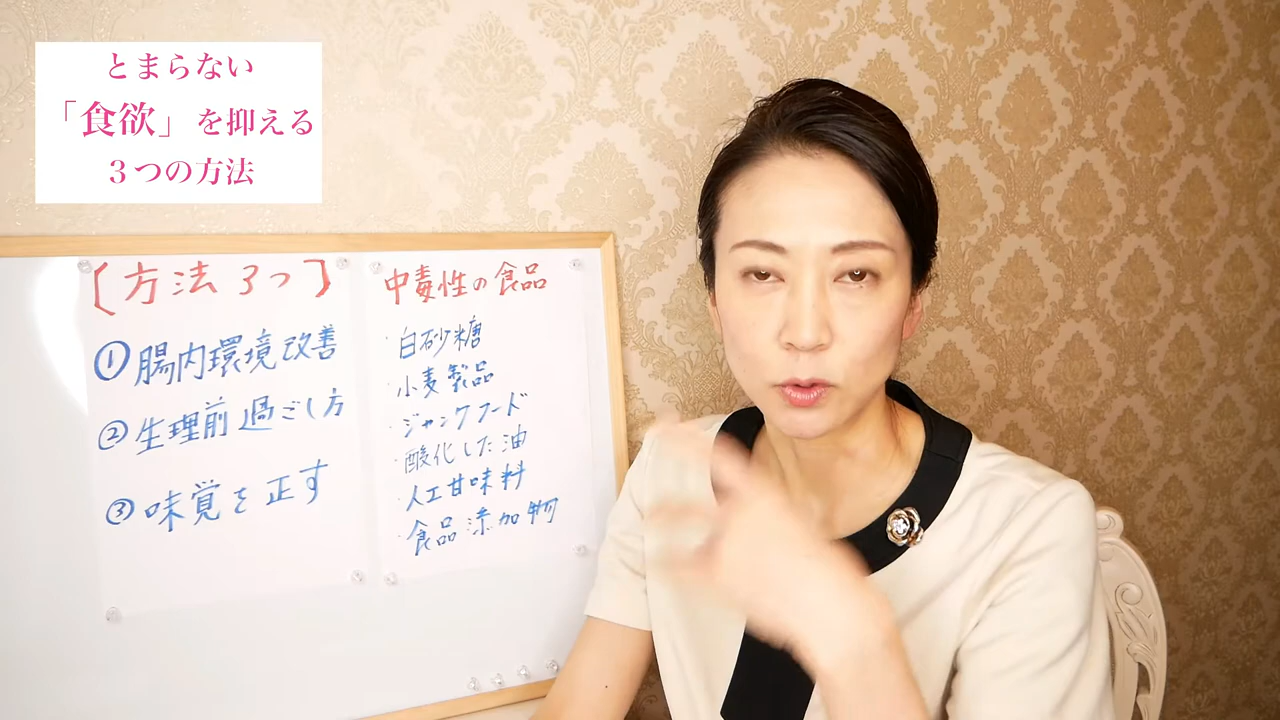 とまらない
「食欲」を抑える
３つの方法
【方法3つ】
①腸内環境改善
②生理前過ごし方
③味覚を正す
中毒性の食品
・白砂糖
・小麦製品
・ジャンクフード
・酸化した油
・人工甘味料
・食品添加物